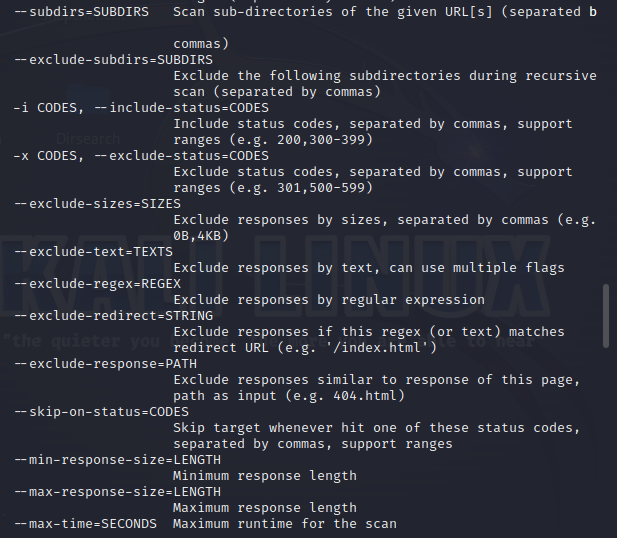 --subdirs=SUBDIRS   Scan sub-directories of the given URL[s] (separated b
                    commas)
--exclude-subdirs=SUBDIRS
                    Exclude the following subdirectories during recursive
                    scan (separated by commas)
-i CODES, --include-status=CODES
                    Include status codes, separated by commas, support
                    ranges (e.g. 200,300-399)
Dirsearch
-x CODES, --exclude-status=CODES
                    Exclude status codes, separated by commas, support
                    ranges (e.g. 301,500-599)
--exclude-sizes=SIZES
                    Exclude responses by sizes, separated by commas (e.g.
                    0B,4KB)
--exclude-text=TEXTS
                    Exclude responses by text, can use multiple flags
KALI LINUX
--exclude-regex=REGEX
                    Exclude responses by regular expression
--exclude-redirect=STRING
                    Exclude responses if this regex (or text) matches
                    redirect URL (e.g. '/index.html')
"the quieter you to hear
--exclude-response=PATH
                    Exclude responses similar to response of this page,
                    path as input (e.g. 404.html)
--skip-on-status=CODES
                    Skip target whenever hit one of these status codes,
                    separated by commas, support ranges
--min-response-size=LENGTH
                    Minimum response length
--max-response-size=LENGTH
                    Maximum response length
--max-time=SECONDS  Maximum runtime for the scan